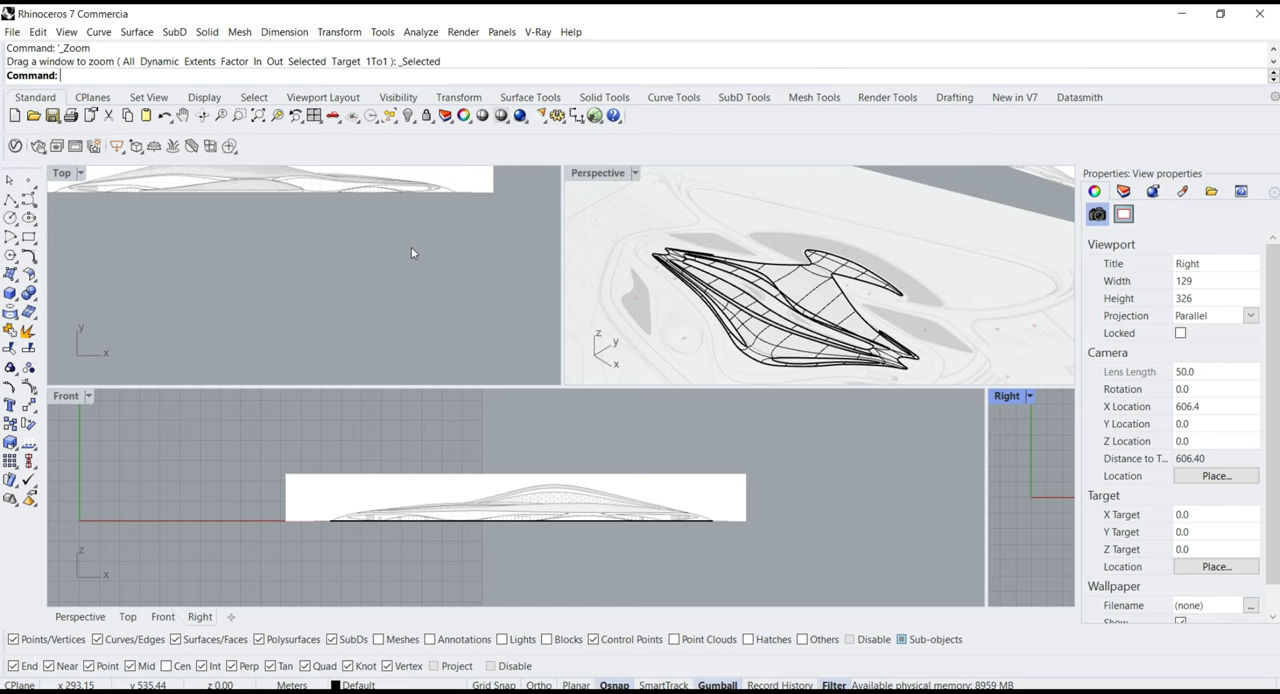 Rhinoceros 7 Commercia
File Edit View Curve Surface SubD Solid Mesh Dimension Transform Tools Analyze Render Panels V-Ray Help
Command: '_Zoom
Drag a window to zoom ( All Dynamic Extents Factor In Out Selected Target 1To1 ): _Selected
Command:
Standard CPlanes Set View Display Select Viewport Layout Visibility Transform Surface Tools Solid Tools Curve Tools SubD Tools Mesh Tools Render Tools Drafting New in V7 Datasmith
Top
Perspective
Properties: View properties
Viewport
Title Right
Width 129
Height 326
Projection Parallel
Locked
Camera
Lens Length 50.0
Rotation 0.0
X Location 606.4
Y Location 0.0
Z Location 0.0
Distance to T... 606.40
Location Place...
Target
X Target 0.0
Y Target 0.0
Z Target 0.0
Location Place...
Wallpaper
Filename (none) ...
y
x
z
y
x
Front
Right
z
x
Perspective Top Front Right
Points/Vertices Curves/Edges Surfaces/Faces Polysurfaces SubDs Meshes Annotations Lights Blocks Control Points Point Clouds Hatches Others Disable Sub-objects
End Near Point Mid Cen Int Perp Tan Quad Knot Vertex Project Disable
CPlane x 293.15 y 535.44 z 0.00 Meters Default Grid Snap Ortho Planar Osnap SmartTrack Gumball Record History Filter Available physical memory: 8959 MB